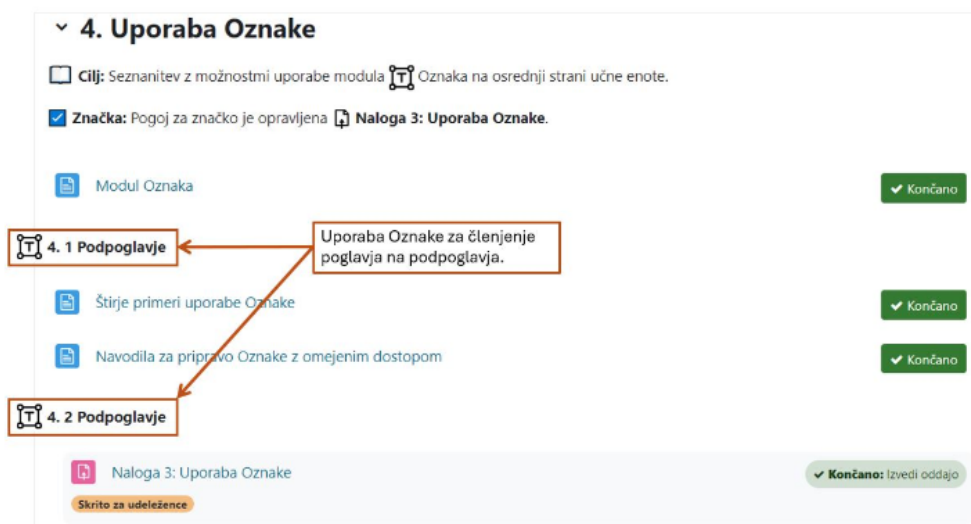 4. Uporaba Oznake
Cilj: Seznanitev z možnostmi uporabe modula Oznaka na osrednji strani učne enote.
Značka: Pogoj za značko je opravljena Naloga 3: Uporaba Oznake.
Modul Oznaka
Končano
4. 1 Podpoglavje
Uporaba Oznake za členjenje
poglavja na podpoglavja.
Štirje primeri uporabe Oznake
Končano
Navodila za pripravo Oznake z omejenim dostopom
Končano
4. 2 Podpoglavje
Naloga 3: Uporaba Oznake
Končano: Izvedi oddajo
Skrito za udeležence